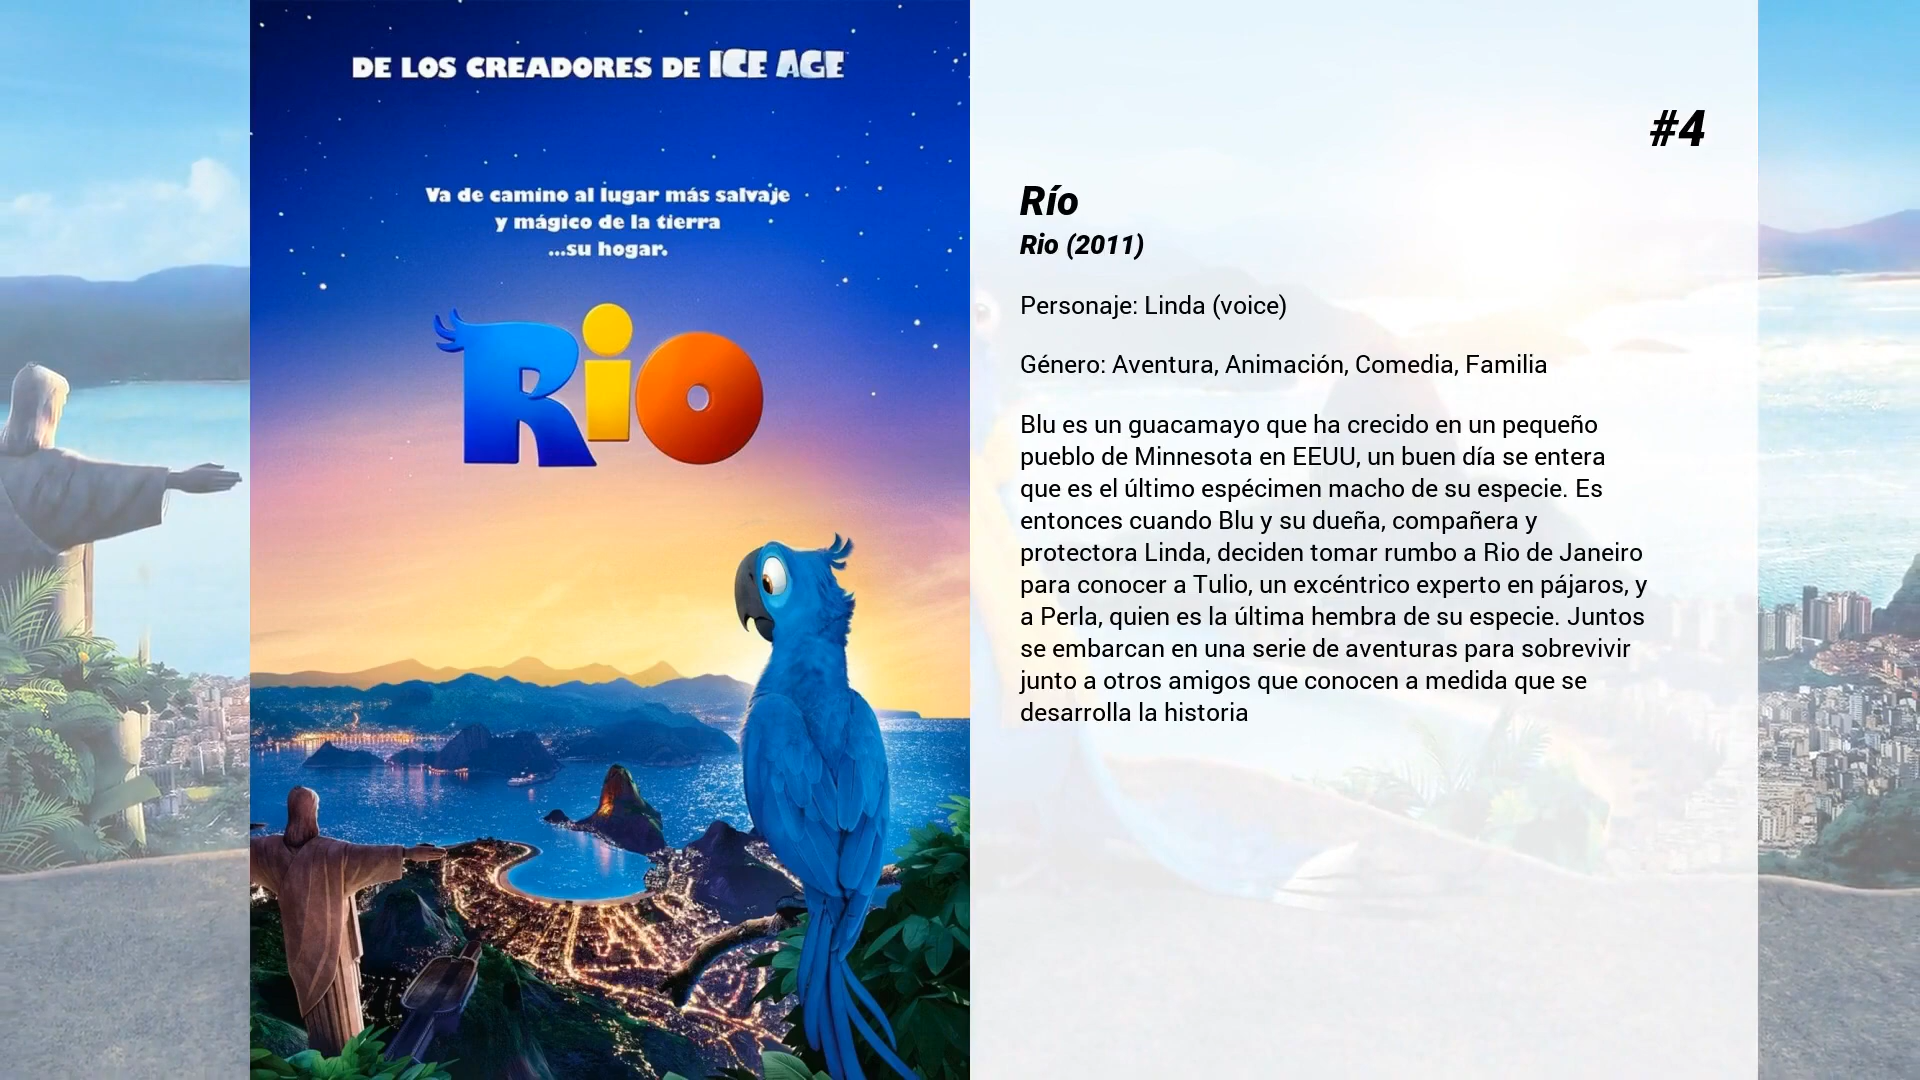 DE LOS CREADORES DE ICE AGE
Va de camino al lugar más salvaje
y mágico de la tierra
...su hogar.
RiO
#4
Río
Rio (2011)
Personaje: Linda (voice)
Género: Aventura, Animación, Comedia, Familia
Blu es un guacamayo que ha crecido en un pequeño
pueblo de Minnesota en EEUU, un buen día se entera
que es el último espécimen macho de su especie. Es
entonces cuando Blu y su dueña, compañera y
protectora Linda, deciden tomar rumbo a Rio de Janeiro
para conocer a Tulio, un excéntrico experto en pájaros, y
a Perla, quien es la última hembra de su especie. Juntos
se embarcan en una serie de aventuras para sobrevivir
junto a otros amigos que conocen a medida que se
desarrolla la historia